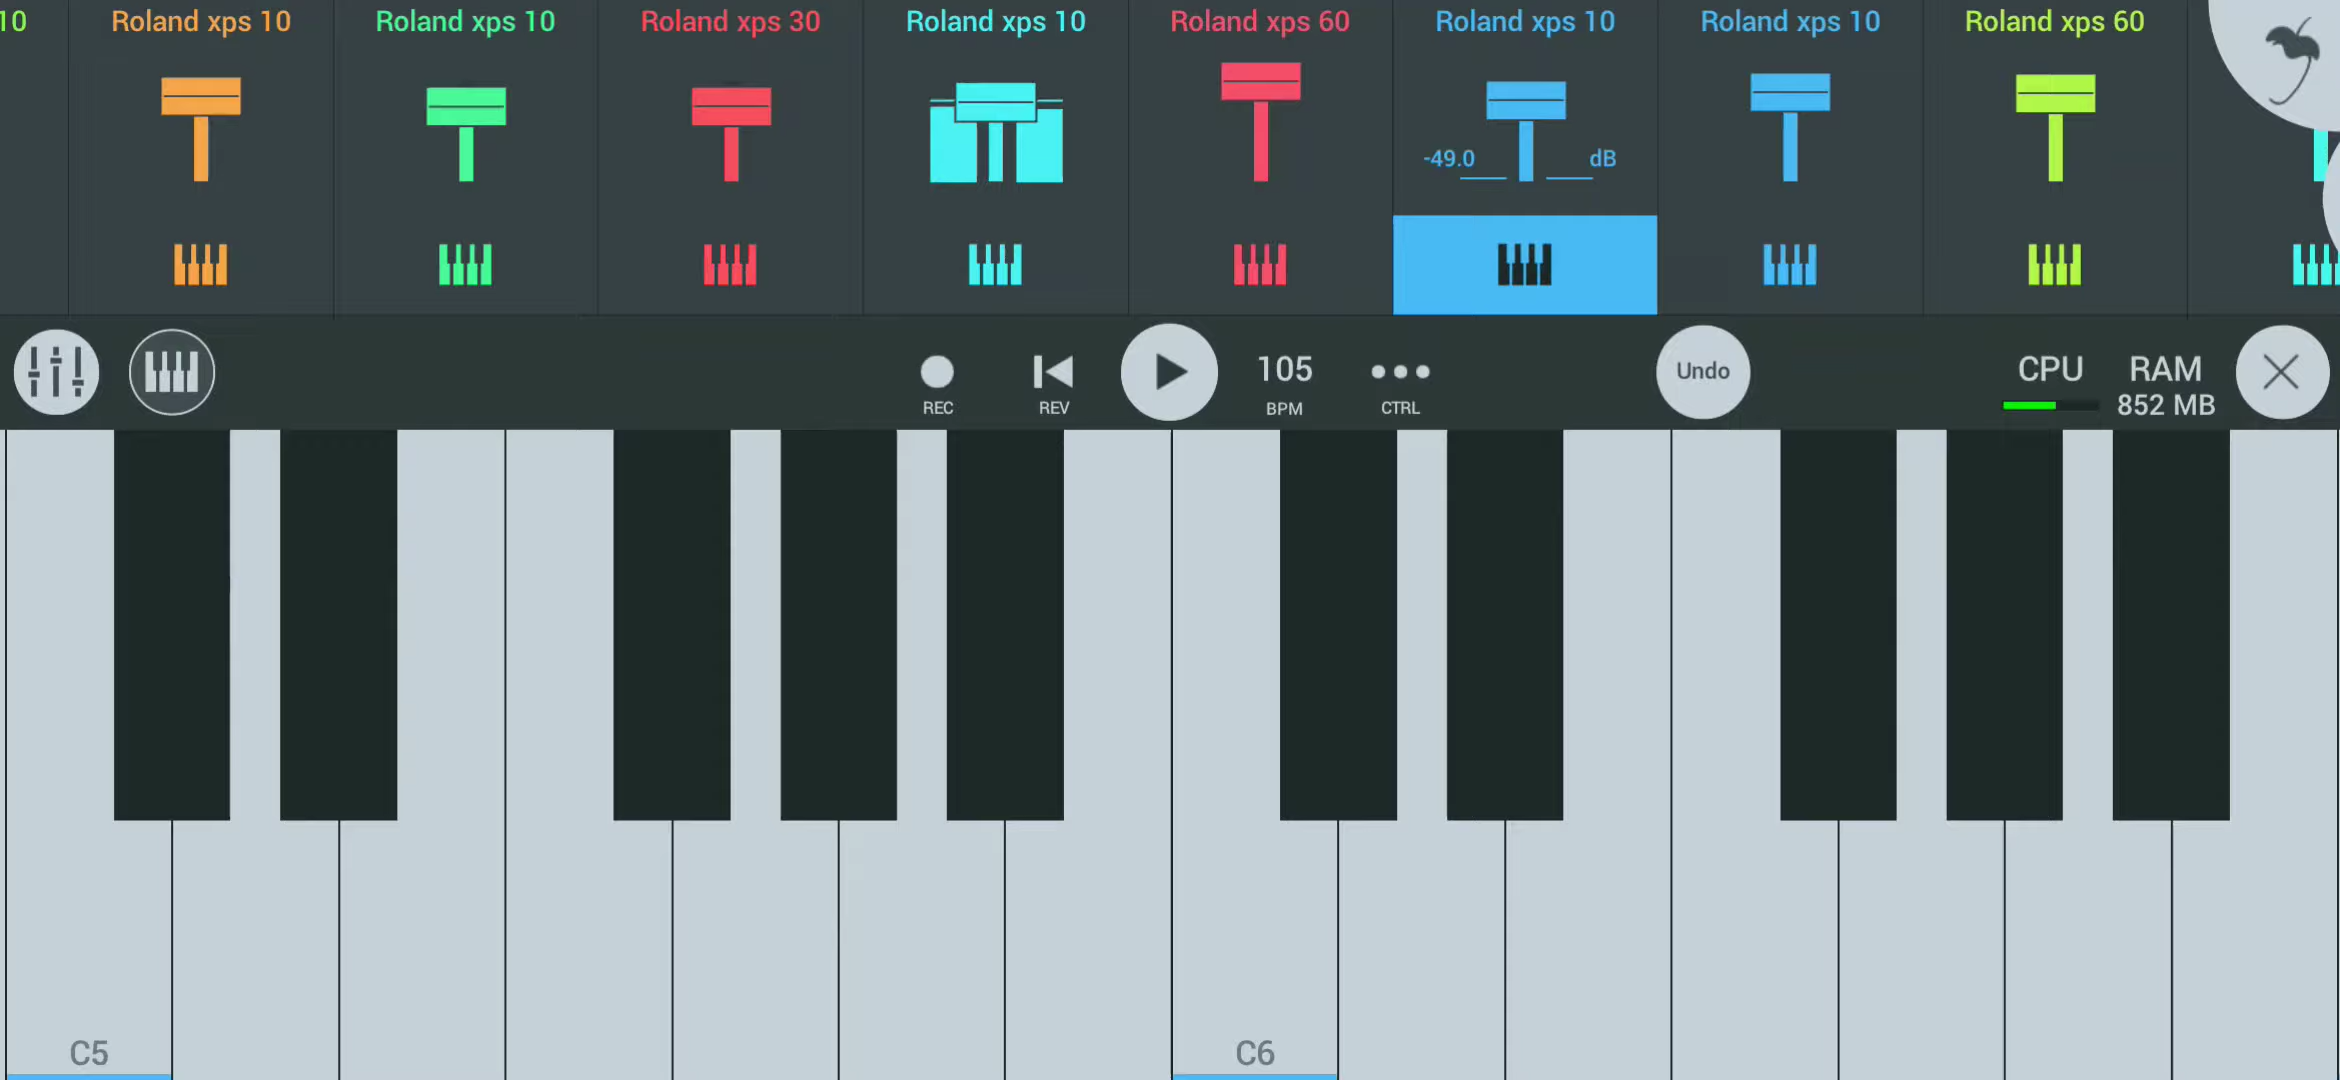 10
Roland xps 10
Roland xps 10
Roland xps 30
Roland xps 10
Roland xps 60
Roland xps 10
Roland xps 10
Roland xps 60
-49.0 dB
REC
REV
105
BPM
CTRL
Undo
CPU
RAM
852 MB
C5
C6